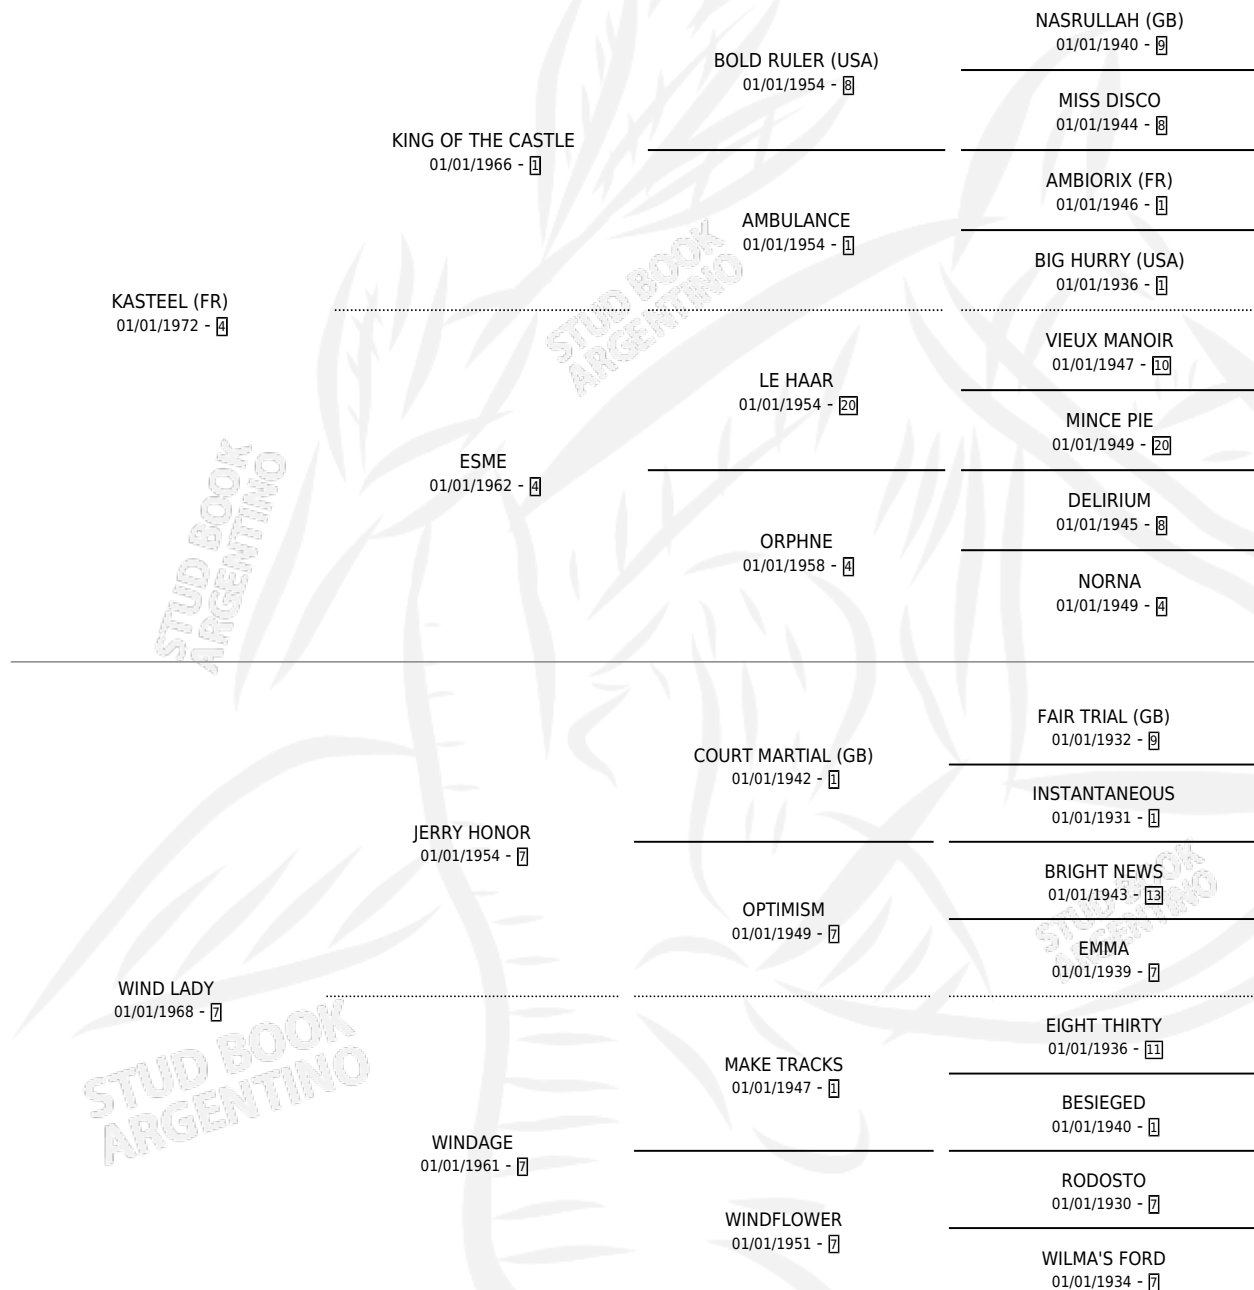 NASRULLAH (GB)
01/01/1940 - 9
BOLD RULER (USA)
01/01/1954 - 8
MISS DISCO
01/01/1944 - 8
KING OF THE CASTLE
01/01/1966 - 1
AMBIORIX (FR)
01/01/1946 - 1
AMBULANCE
01/01/1954 - 1
BIG HURRY (USA)
01/01/1936 - 1
KASTEEL (FR)
01/01/1972 - 4
VIEUX MANOIR
01/01/1947 - 10
LE HAAR
01/01/1954 - 20
MINCE PIE
01/01/1949 - 20
ESME
01/01/1962 - 4
DELIRIUM
01/01/1945 - 8
ORPHNE
01/01/1958 - 4
NORNA
01/01/1949 - 4
FAIR TRIAL (GB)
01/01/1932 - 9
COURT MARTIAL (GB)
01/01/1942 - 1
INSTANTANEOUS
01/01/1931 - 1
JERRY HONOR
01/01/1954 - 7
BRIGHT NEWS
01/01/1943 - 13
OPTIMISM
01/01/1949 - 7
EMMA
01/01/1939 - 7
WIND LADY
01/01/1968 - 7
EIGHT THIRTY
01/01/1936 - 11
MAKE TRACKS
01/01/1947 - 1
BESIEGED
01/01/1940 - 1
WINDAGE
01/01/1961 - 7
RODOSTO
01/01/1930 - 7
WINDFLOWER
01/01/1951 - 7
WILMA'S FORD
01/01/1934 - 7
STUD BOOK
ARGENTINO
STUD BOOK
ARGENTINO
STUD BOOK
ARGENTINO
STUD BOOK
ARGENTINO